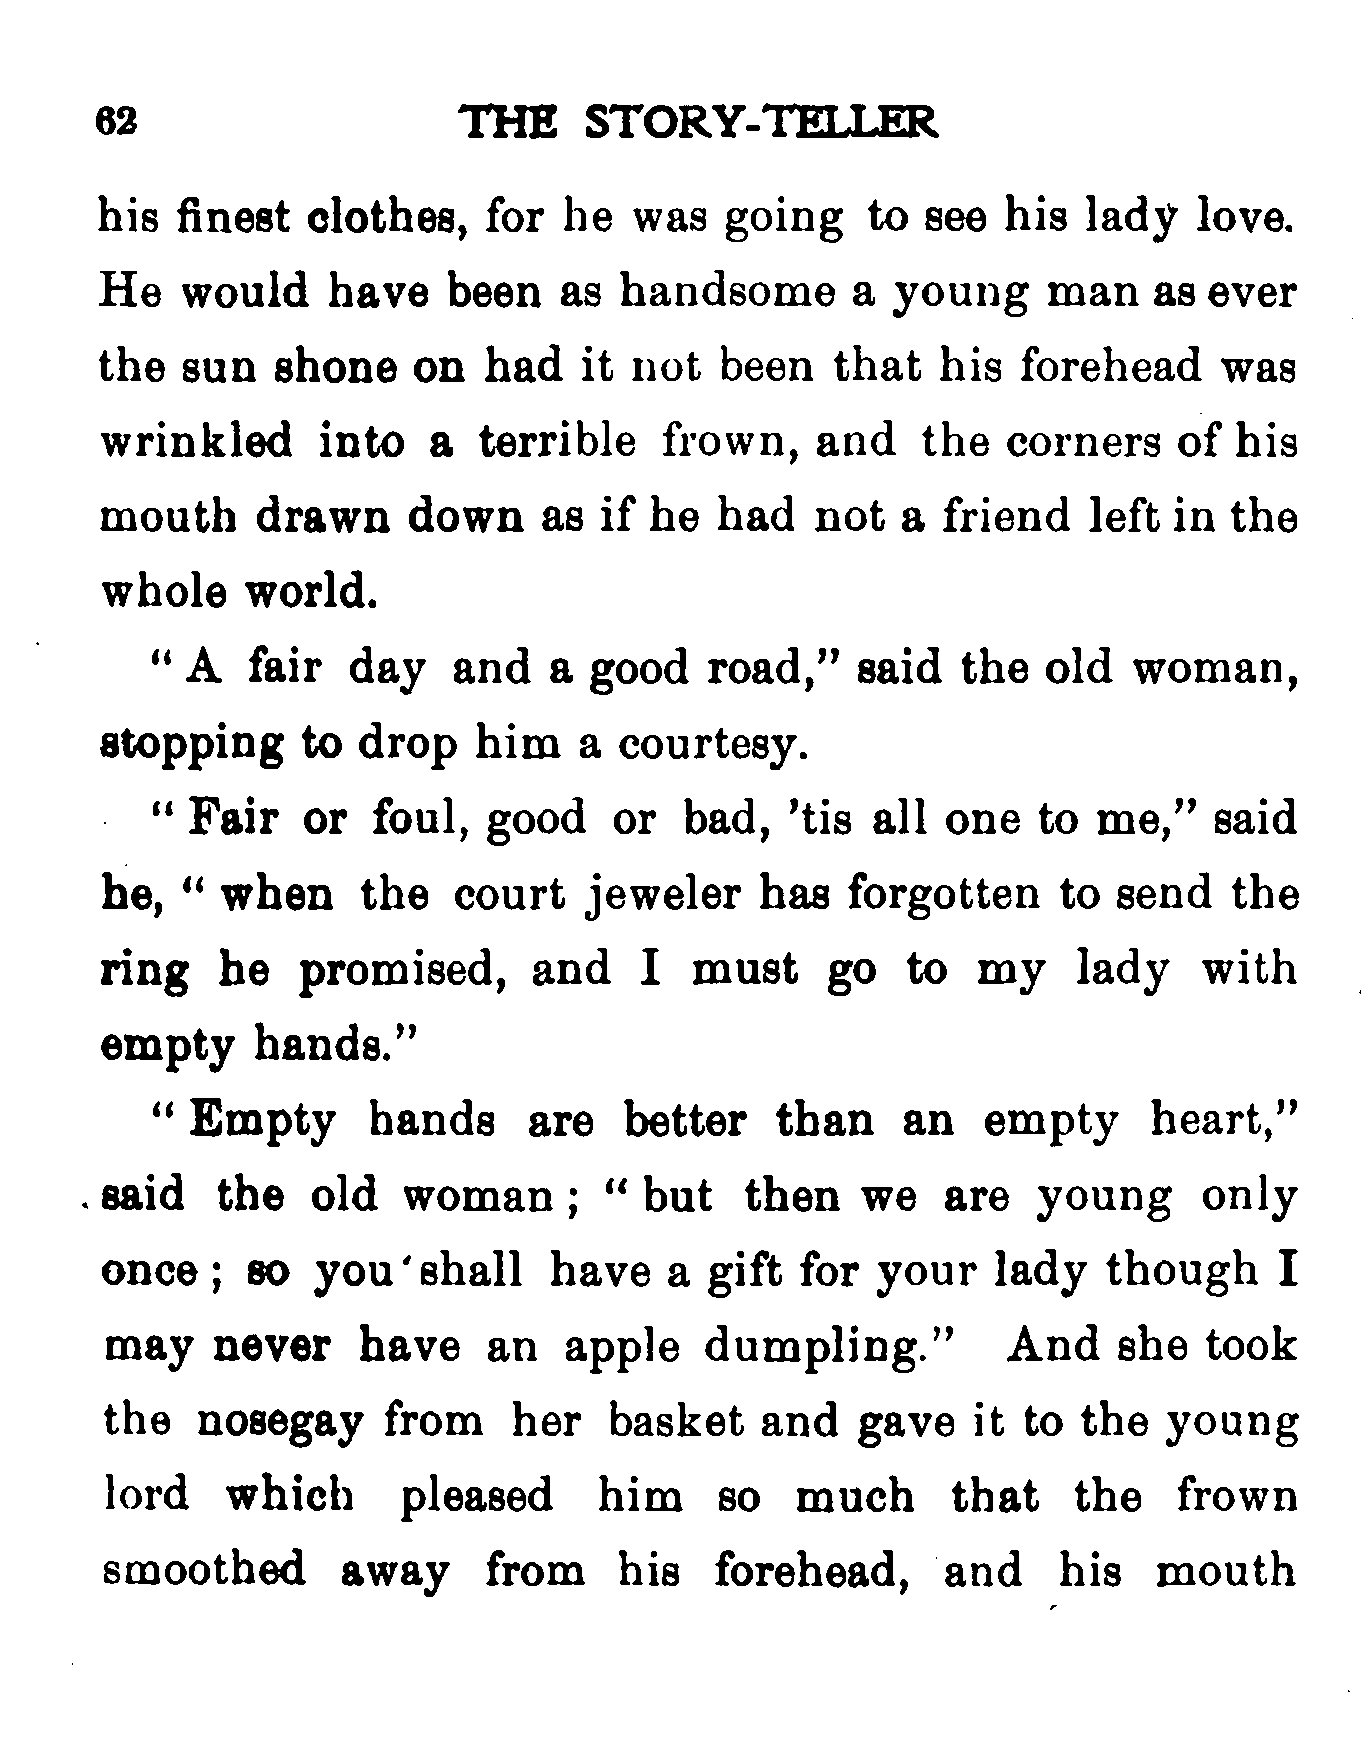 62 THE STORY-TELLER
his finest clothes, for he was going to see his lady love.
He would have been as handsome a young man as ever
the sun shone on had it not been that his forehead was
wrinkled into a terrible frown, and the corners of his
mouth drawn down as if he had not a friend left in the
whole world.
“ A fair day and a good road,” said the old woman,
stopping to drop him a courtesy.
“ Fair or foul, good or bad, ’tis all one to me,” said
he, “ when the court jeweler has forgotten to send the
ring he promised, and I must go to my lady with
empty hands.”
“ Empty hands are better than an empty heart,”
said the old woman ; “ but then we are young only
once ; so you shall have a gift for your lady though I
may never have an apple dumpling.” And she took
the nosegay from her basket and gave it to the young
lord which pleased him so much that the frown
smoothed away from his forehead, and his mouth